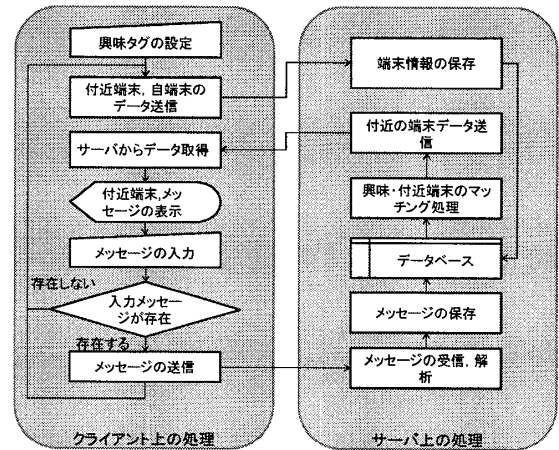 興味タグの設定
付近端末, 自端末の
データ送信
サーバからデータ取得
付近端末,メッ
セージの表示
メッセージの入力
存在しない
入力メッセー
ジが存在
存在する
メッセージの送信
クライアント上の処理
端末情報の保存
付近の端末データ送
信
興味・付近端末のマッ
チング処理
データベース
メッセージの保存
メッセージの受信, 解
析
サーバ上の処理